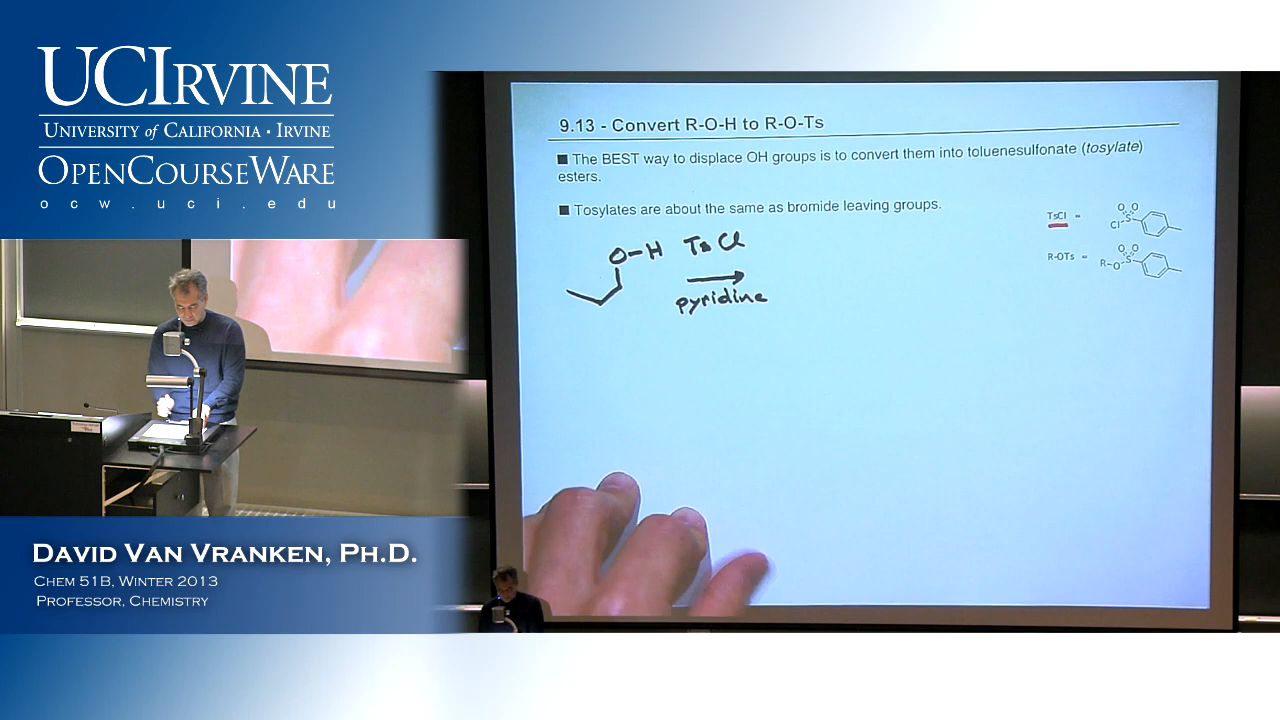 UCIRVINE
UNIVERSITY of CALIFORNIA • IRVINE
OPENCOURSEWARE
ocw.uci.edu
9.13 - Convert R-O-H to R-O-Ts
■ The BEST way to displace OH groups is to convert them into toluenesulfonate (tosylate)
esters.
■ Tosylates are about the same as bromide leaving groups.
TsCl =
O O
Cl S
R-OTs =
O O
R-O S
O-H TsCl
pyridine
DAVID VAN VRANKEN, PH.D.
CHEM 51B, WINTER 2013
PROFESSOR, CHEMISTRY